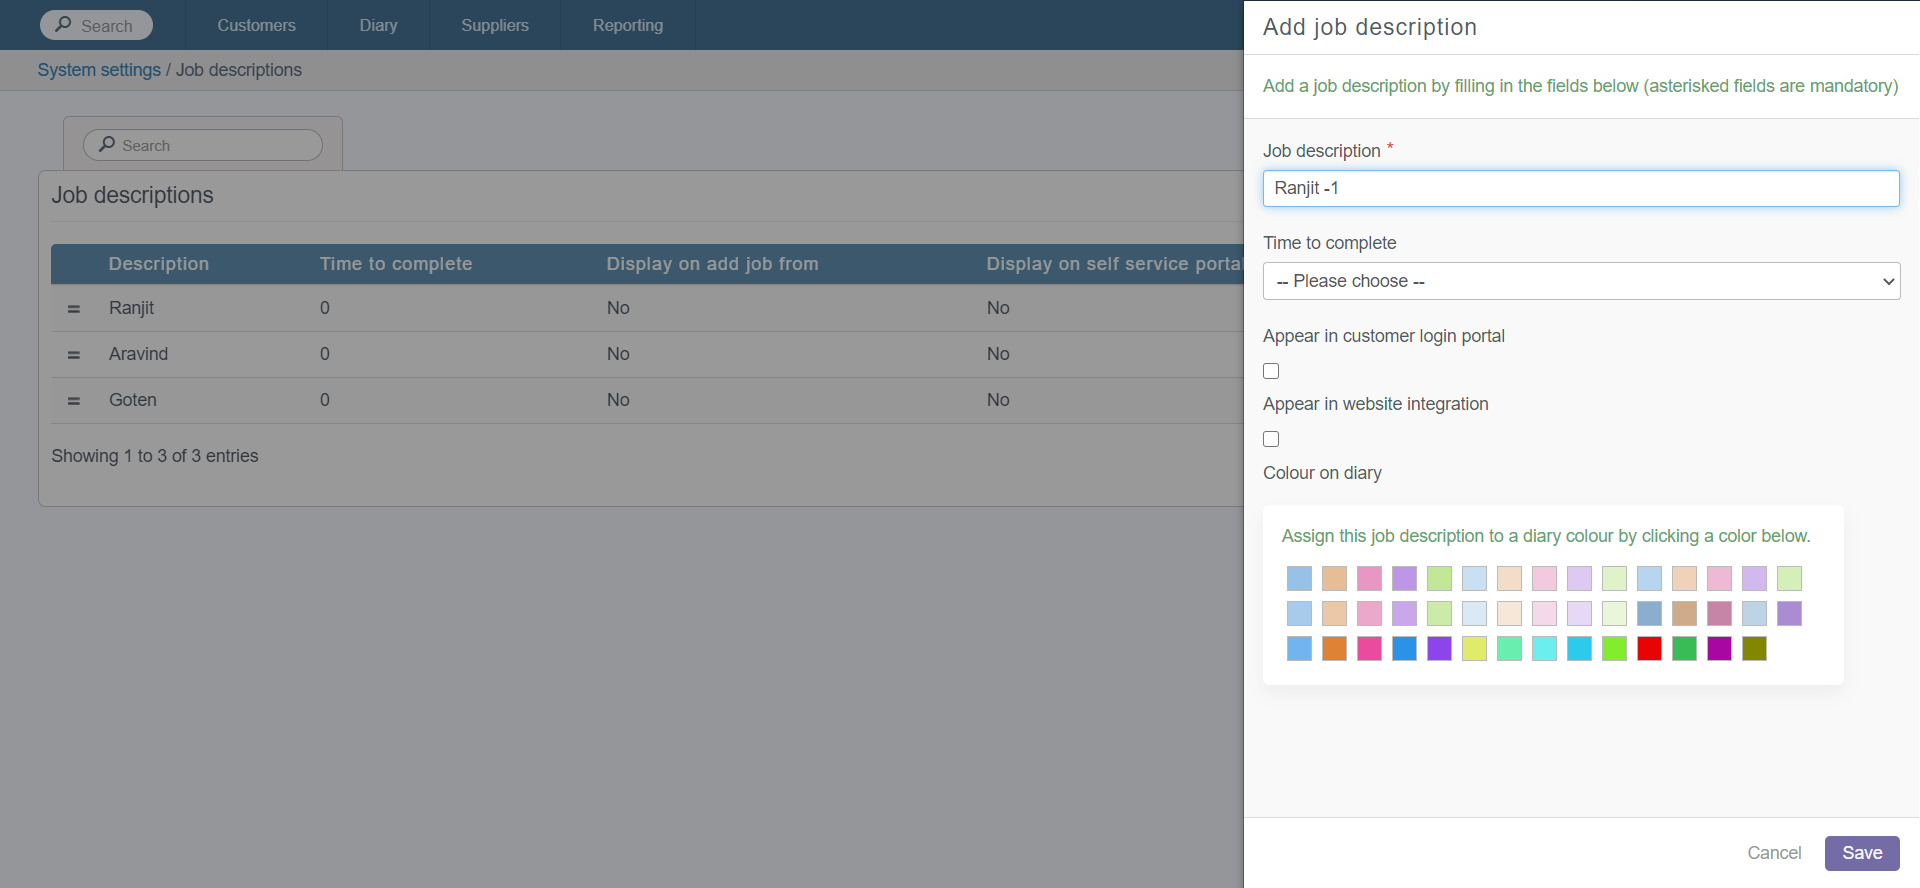 Search Customers Diary Suppliers Reporting
System settings / Job descriptions
Search
Job descriptions
Description Time to complete Display on add job from Display on self service portal
Ranjit 0 No No
Aravind 0 No No
Goten 0 No No
Showing 1 to 3 of 3 entries
Add job description
Add a job description by filling in the fields below (asterisked fields are mandatory)
Job description *
Ranjit -1
Time to complete
-- Please choose --
Appear in customer login portal
Appear in website integration
Colour on diary
Assign this job description to a diary colour by clicking a color below.
Cancel Save